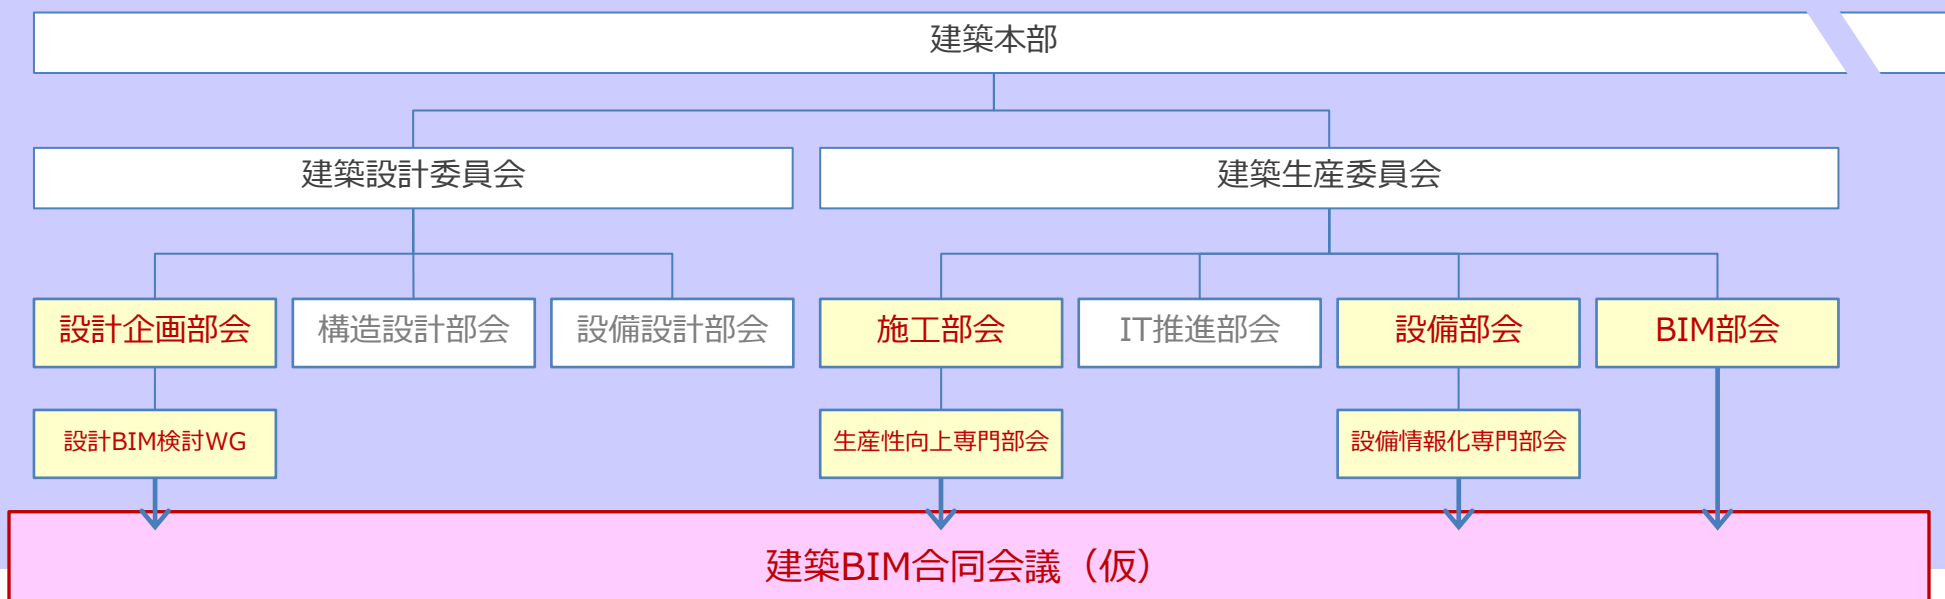 建築本部
建築設計委員会
建築生産委員会
設計企画部会
構造設計部会
設備設計部会
施工部会
IT推進部会
設備部会
BIM部会
設計BIM検討WG
生産性向上専門部会
設備情報化専門部会
建築BIM合同会議（仮）